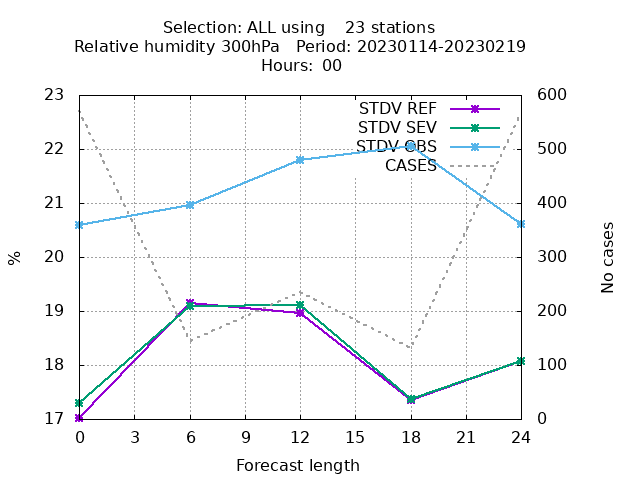 Selection: ALL using 23 stations
Relative humidity 300hPa Period: 20230114-20230219
Hours: 00
23 600
STDV REF
STDV SEV
22 STDV OBS 500
CASES
21 400
20 300
% No cases
19 200
18 100
17 0
0 3 6 9 12 15 18 21 24
Forecast length